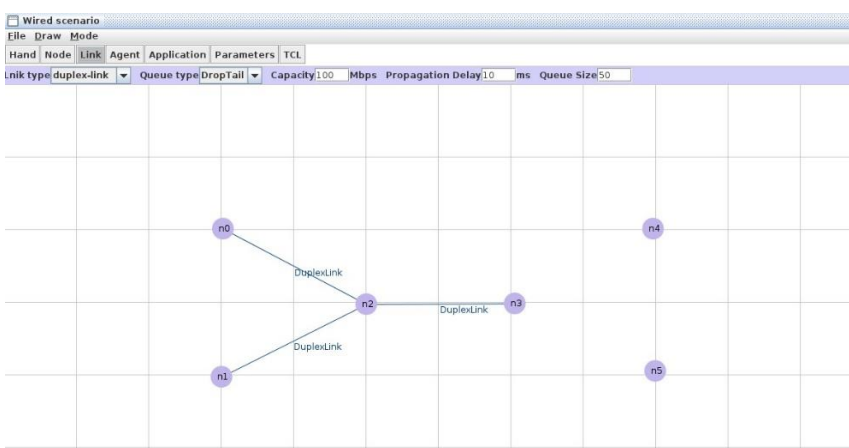 Wired scenario
File Draw Mode
Hand Node Link Agent Application Parameters TCL
Lnik type duplex-link Queue type DropTail Capacity 100 Mbps Propagation Delay 10 ms Queue Size 50
n0
n4
DuplexLink
n2
n3
DuplexLink
DuplexLink
n1
n5